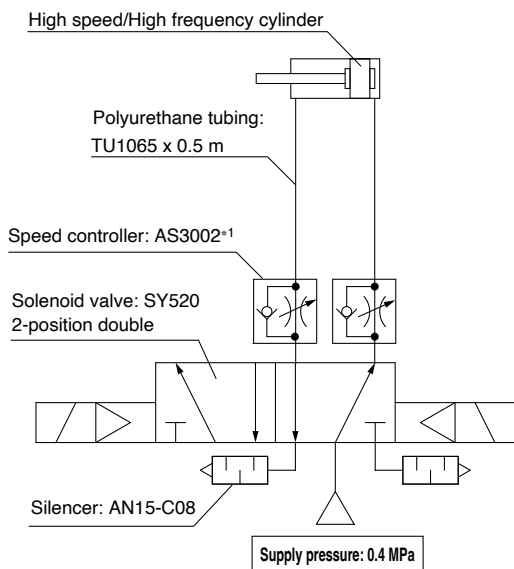 High speed/High frequency cylinder
Polyurethane tubing:
TU1065 x 0.5 m
Speed controller: AS3002*1
Solenoid valve: SY520
2-position double
Silencer: AN15-C08
Supply pressure: 0.4 MPa